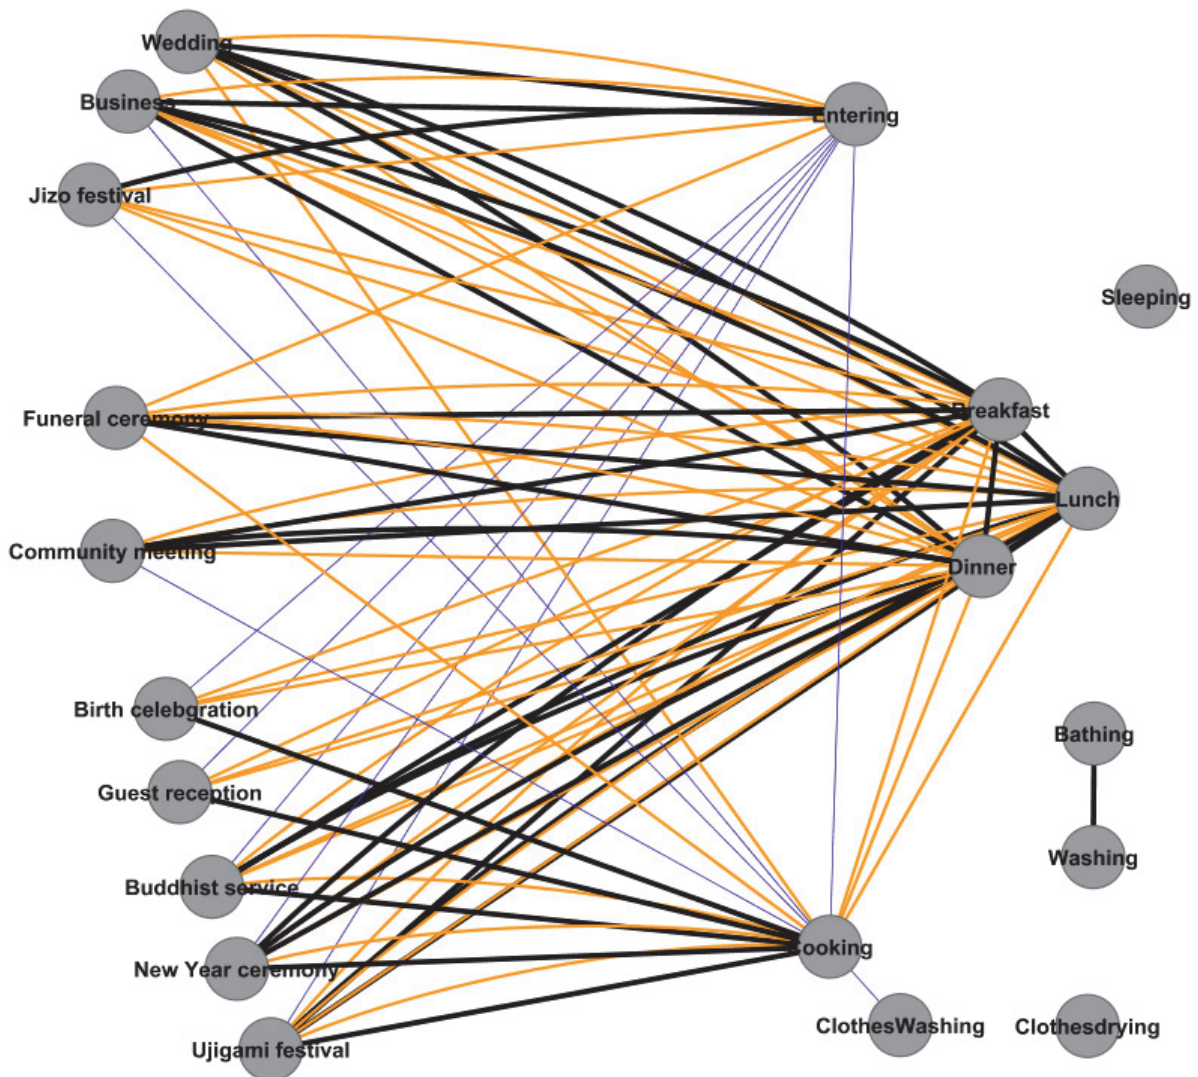 Wedding
Business
Entering
Jizo festival
Sleeping
Breakfast
Funeral ceremony
Lunch
Community meeting
Dinner
Birth celebgration
Bathing
Guest reception
Washing
Buddhist service
Cooking
New Year ceremony
ClothesWashing
Clothesdrying
Ujigami festival